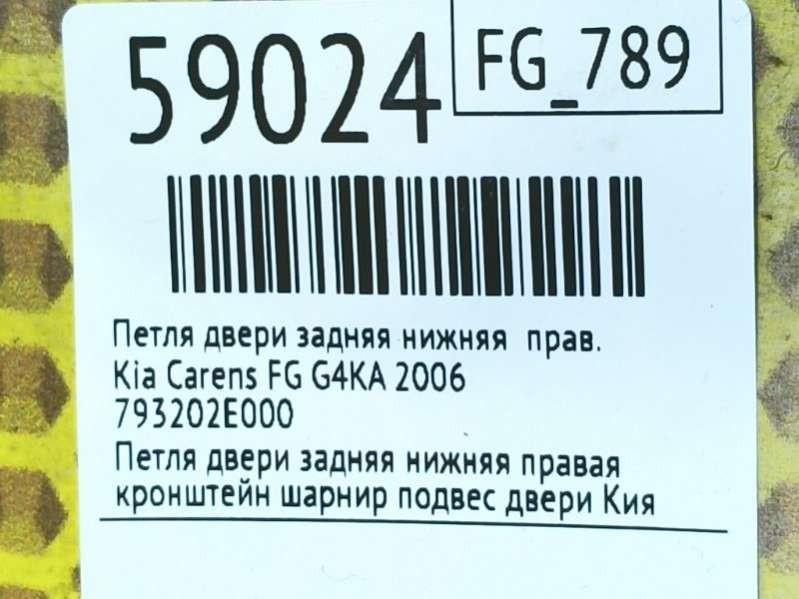 59024
FG_789
Петля двери задняя нижняя прав.
Kia Carens FG G4KA 2006
793202E000
Петля двери задняя нижняя правая
кронштейн шарнир подвес двери Кия